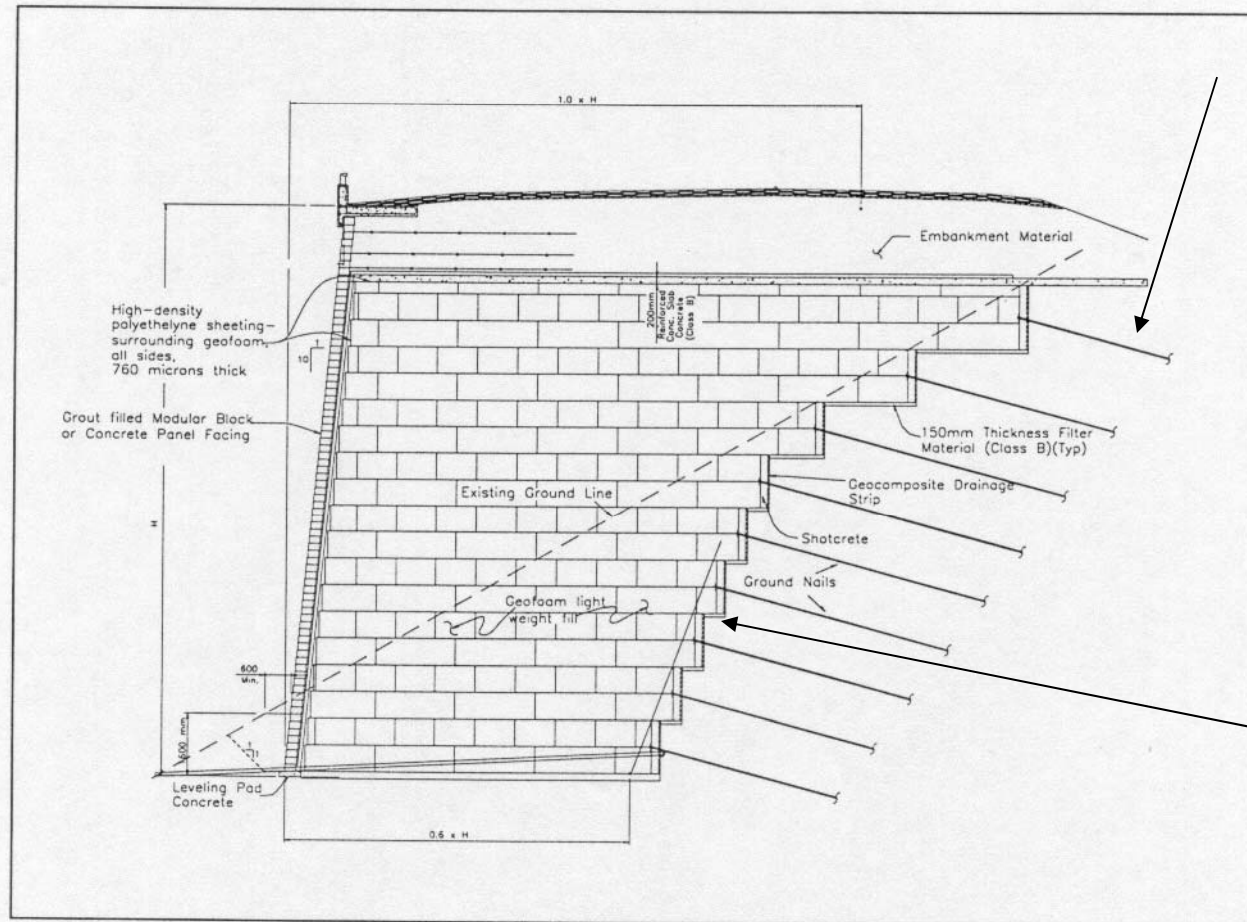 1.0 x H
Embankment Material
High-density
polyethelyne sheeting-
surrounding geofoam,
all sides,
760 microns thick
200mm
Reinforced
Conc. Slab
Concrete
(Class B)
1
10
Grout filled Modular Block
or Concrete Panel Facing
150mm Thickness Filter
Material (Class B)(Typ)
Geocomposite Drainage
Strip
Existing Ground Line
H
Shotcrete
Ground Nails
Geofoam light
weight fill
600
Min.
600 mm
1
1
Leveling Pad
Concrete
0.6 x H